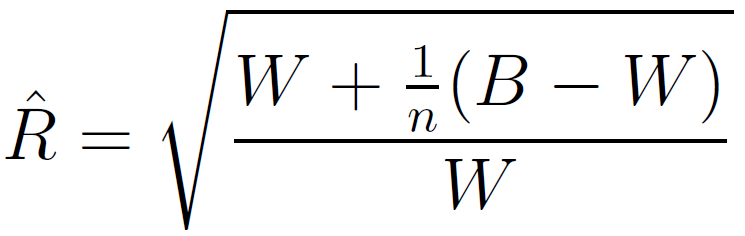 R̂ = √((W + 1/n (B − W)) / W)